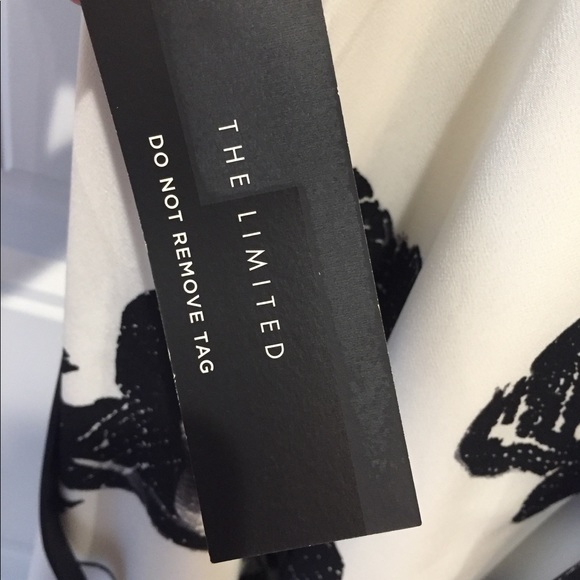 THE LIMITED
DO NOT REMOVE TAG